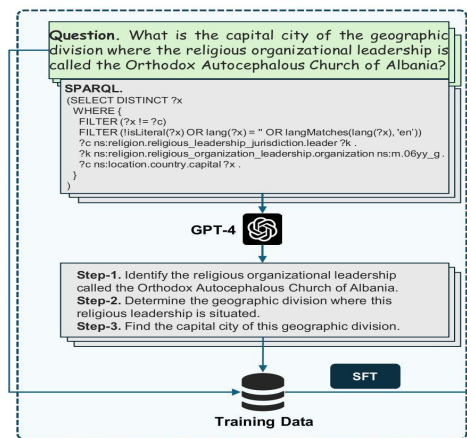 Question. What is the capital city of the geographic
division where the religious organizational leadership is
called the Orthodox Autocephalous Church of Albania?
SPARQL.
(SELECT DISTINCT ?x
WHERE {
FILTER (?x != ?c)
FILTER (!isLiteral(?x) OR lang(?x) = '' OR langMatches(lang(?x), 'en'))
?c ns:religion.religious_leadership_jurisdiction.leader ?k .
?k ns:religion.religious_organization_leadership.organization ns:m.06yy_g .
?c ns:location.country.capital ?x .
}
)
GPT-4
Step-1. Identify the religious organizational leadership
called the Orthodox Autocephalous Church of Albania.
Step-2. Determine the geographic division where this
religious leadership is situated.
Step-3. Find the capital city of this geographic division.
SFT
Training Data